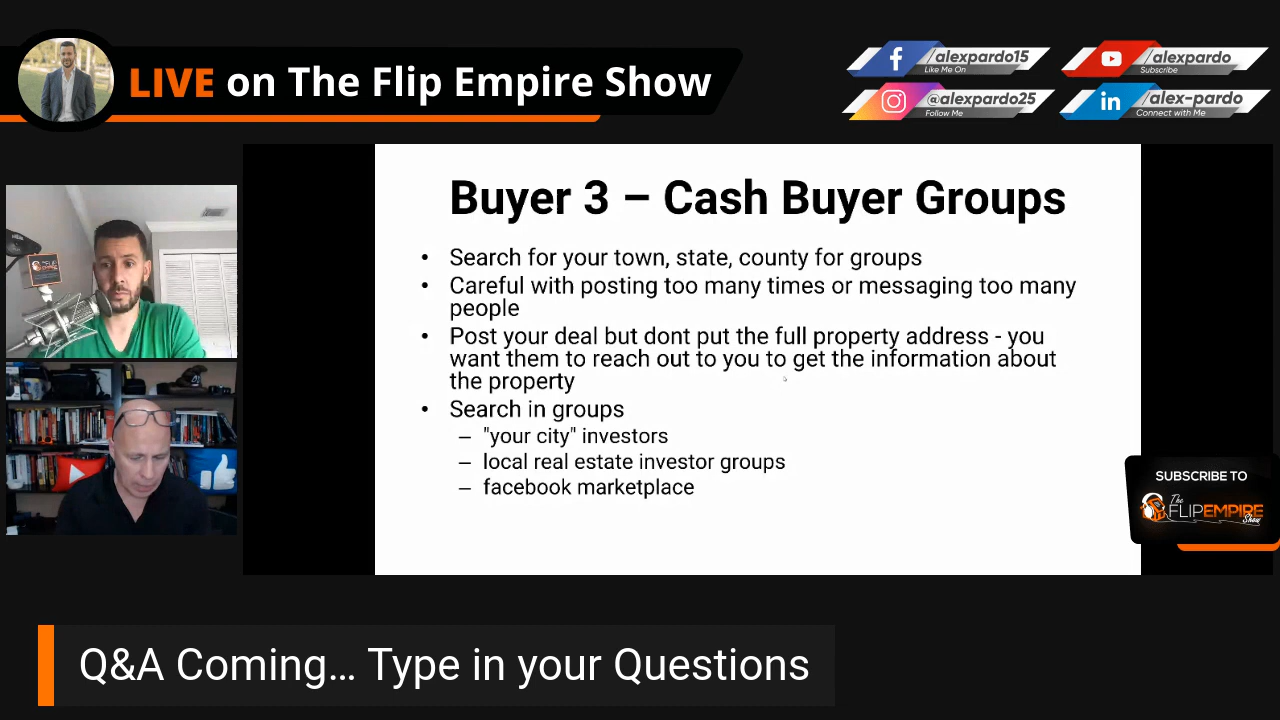 LIVE on The Flip Empire Show
/alexpardo15
Like Me On
/alexpardo
Subscribe
@alexpardo25
Follow Me
/alex-pardo
Connect with Me
Buyer 3 – Cash Buyer Groups
• Search for your town, state, county for groups
• Careful with posting too many times or messaging too many
people
• Post your deal but dont put the full property address - you
want them to reach out to you to get the information about
the property
• Search in groups
– "your city" investors
– local real estate investor groups
– facebook marketplace
SUBSCRIBE TO
The
FLIPEMPIRE
Show
Q&A Coming... Type in your Questions